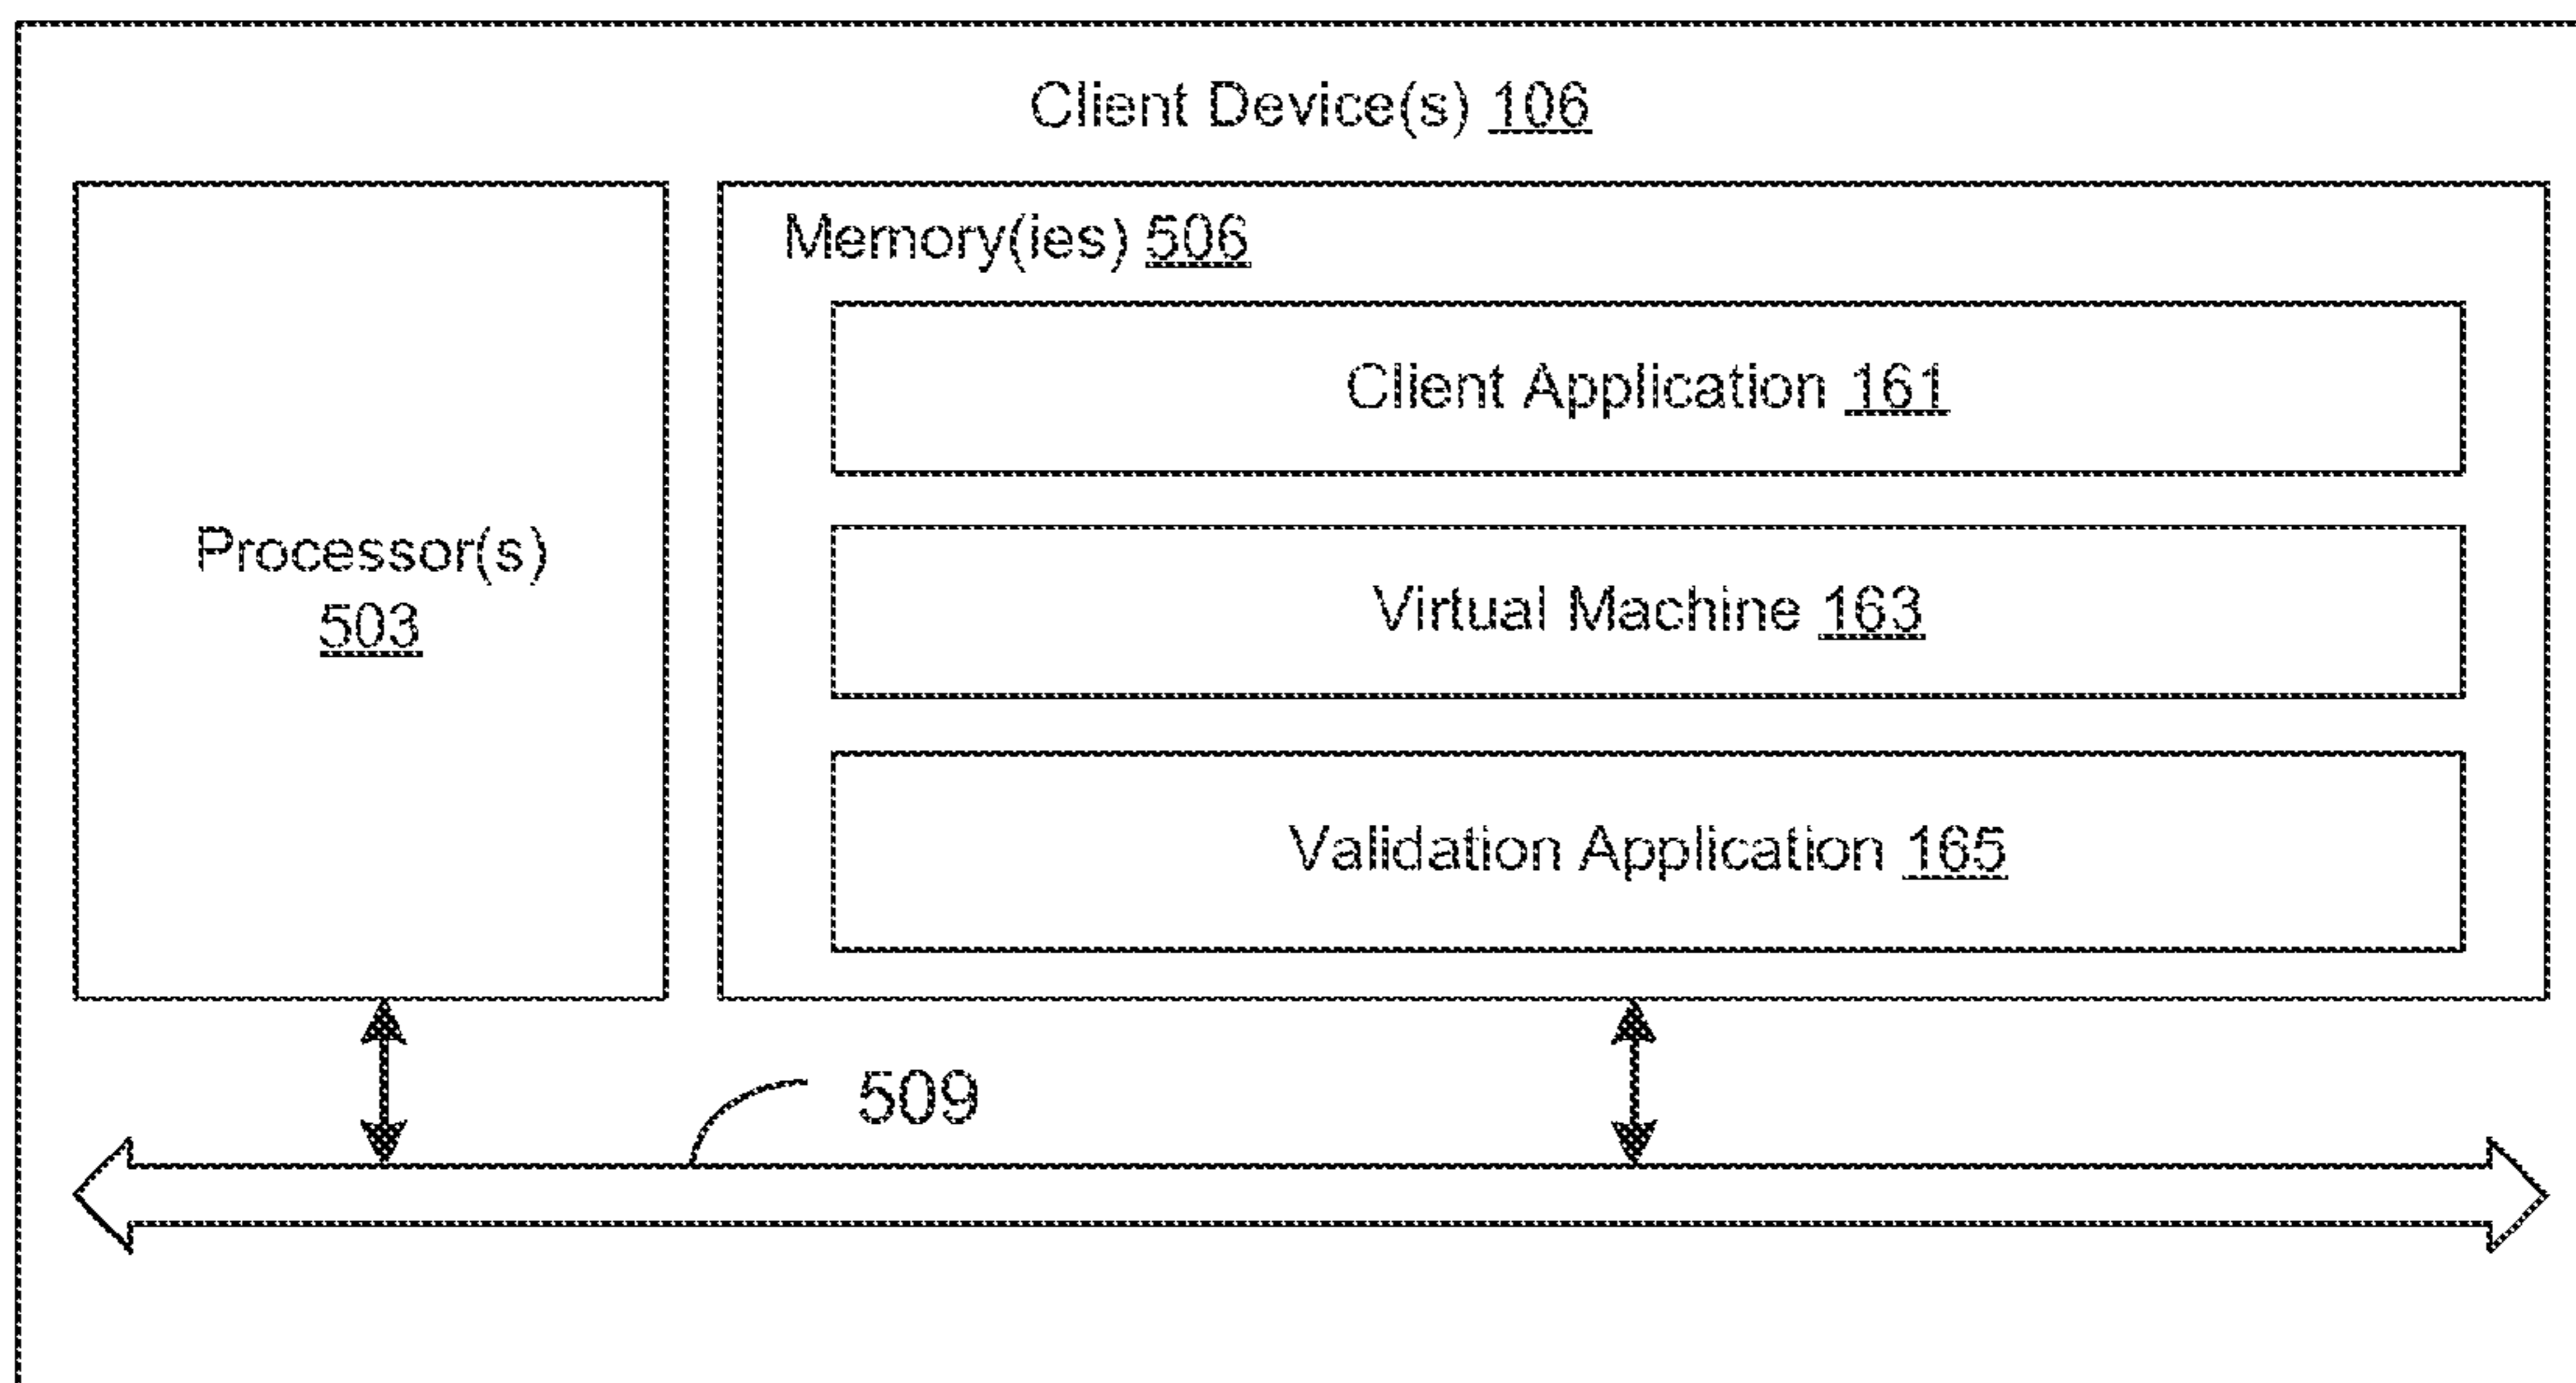 Client Device(s) 106
Memory(ies) 506
Client Application 161
Processor(s)
503
Virtual Machine 163
Validation Application 165
509